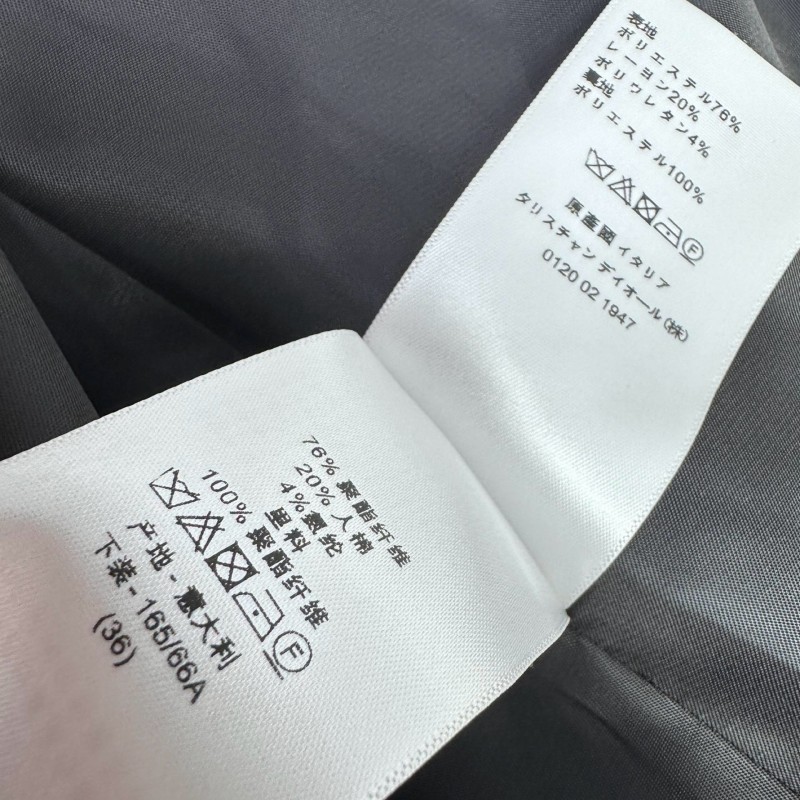 表地
ポリエステル76%
レーヨン20%
ポリウレタン4%
裏地
ポリエステル100%
原産國 イタリア
タリスチャン ディオール(株)
0120 02 1947
76% 聚酯纤维
20% 人棉
4% 氨纶
里料
100% 聚酯纤维
F
产地 - 意大利
下装 - 165/66A
(36)